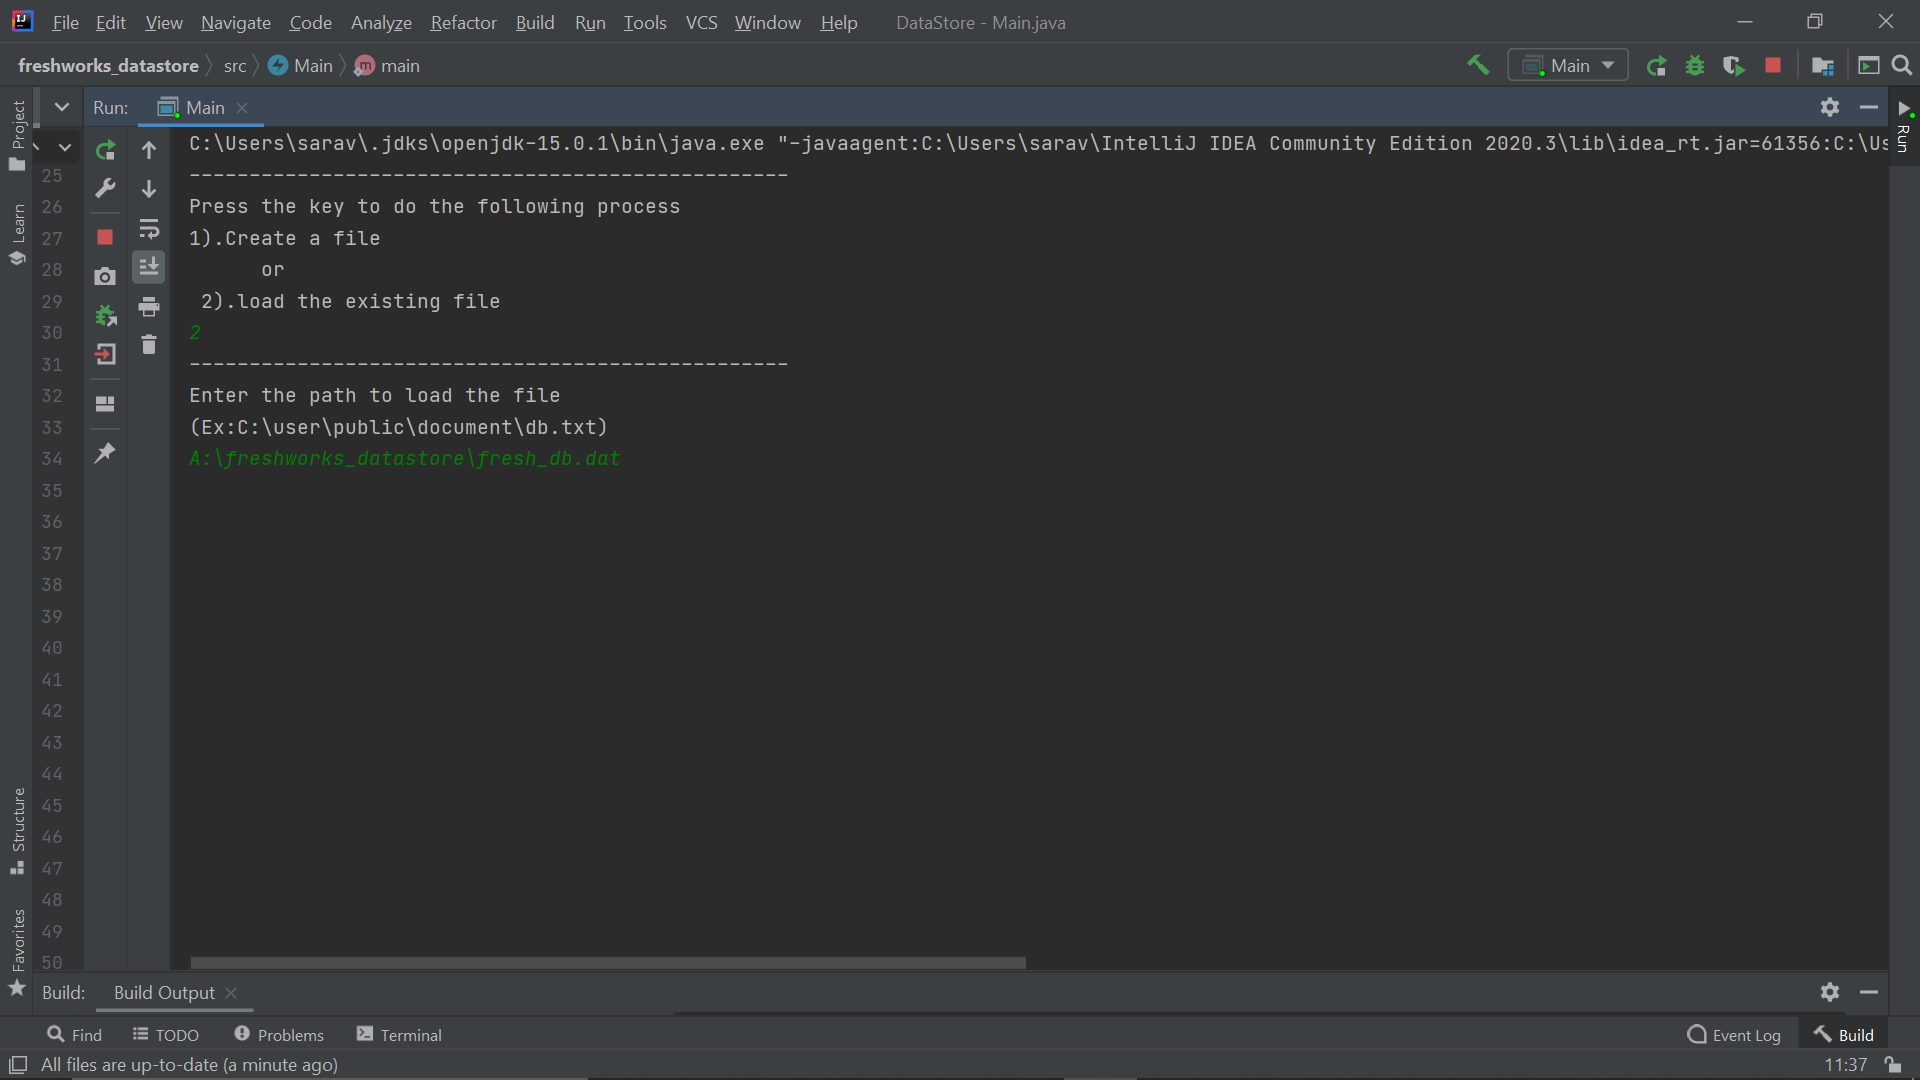 File Edit View Navigate Code Analyze Refactor Build Run Tools VCS Window Help DataStore - Main.java
freshworks_datastore src Main main Main
Project
Learn
Structure
Favorites
Run: Main
Run
C:\Users\sarav\.jdks\openjdk-15.0.1\bin\java.exe "-javaagent:C:\Users\sarav\IntelliJ IDEA Community Edition 2020.3\lib\idea_rt.jar=61356:C:\Us
--------------------------------------------------
Press the key to do the following process
1).Create a file
or
2).load the existing file
2
--------------------------------------------------
Enter the path to load the file
(Ex:C:\user\public\document\db.txt)
A:\freshworks_datastore\fresh_db.dat
25
26
27
28
29
30
31
32
33
34
35
36
37
38
39
40
41
42
43
44
45
46
47
48
49
50
Build: Build Output
Find TODO Problems Terminal Event Log Build
All files are up-to-date (a minute ago) 11:37